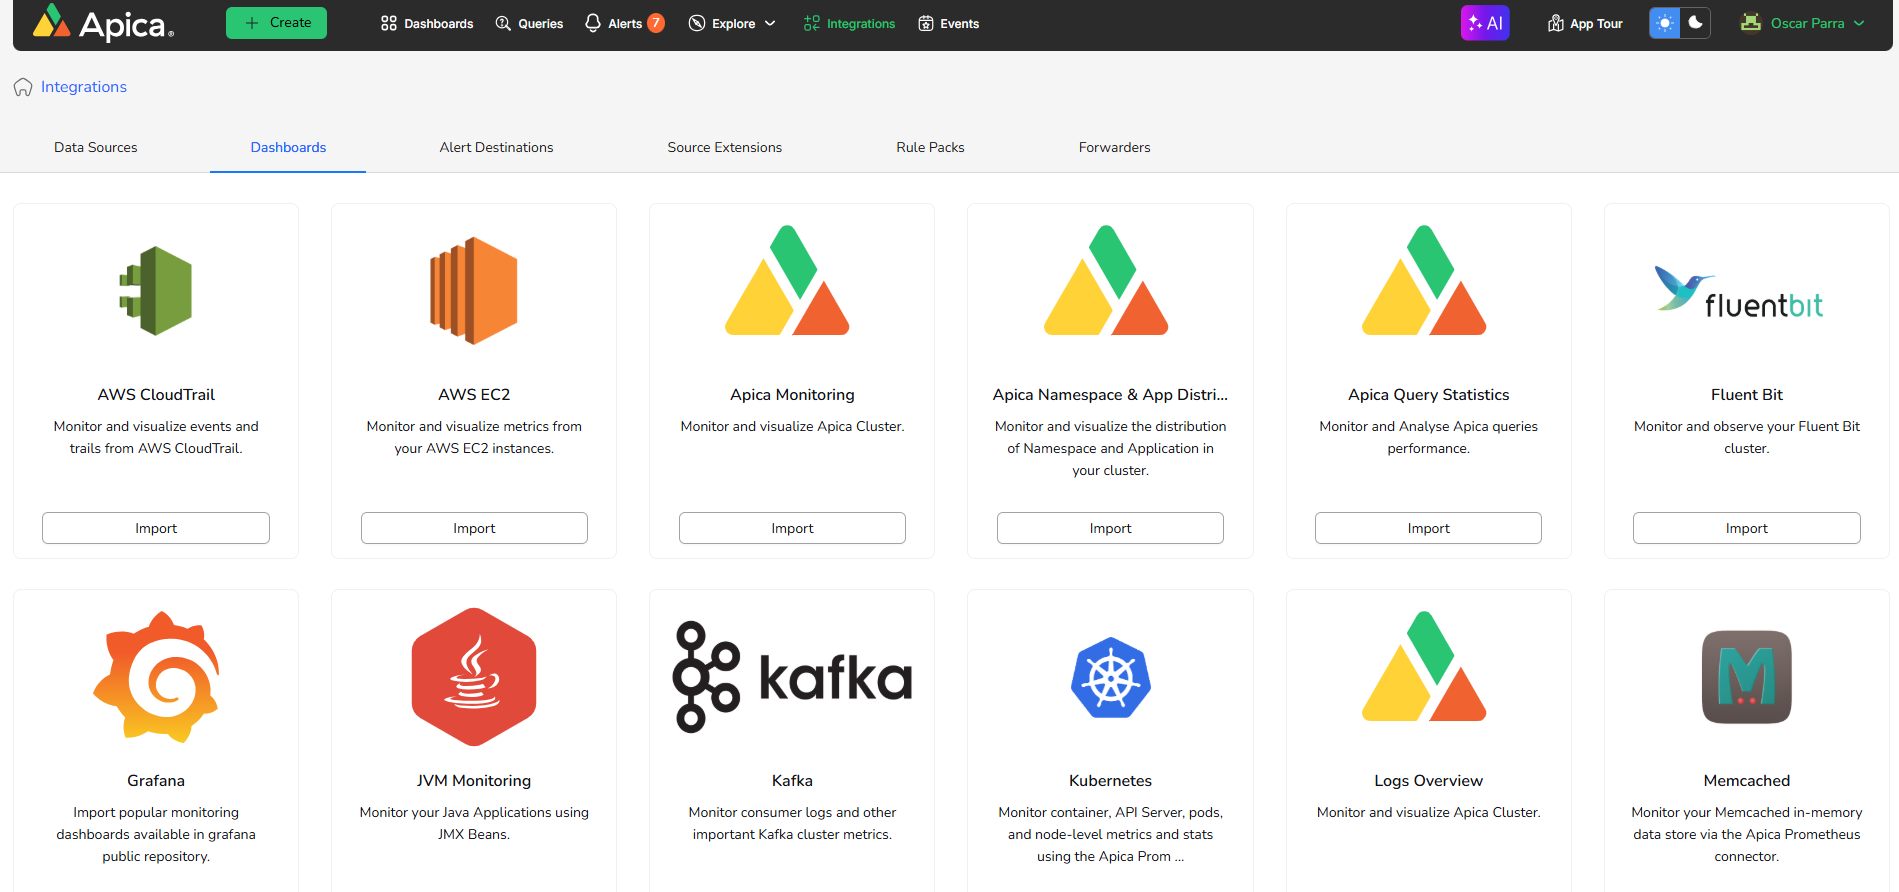 Apica®
+ Create
Dashboards
Queries
Alerts 7
Explore
Integrations
Events
AI
App Tour
Oscar Parra
Integrations
Data Sources
Dashboards
Alert Destinations
Source Extensions
Rule Packs
Forwarders
AWS CloudTrail
Monitor and visualize events and
trails from AWS CloudTrail.
Import
AWS EC2
Monitor and visualize metrics from
your AWS EC2 instances.
Import
Apica Monitoring
Monitor and visualize Apica Cluster.
Import
Apica Namespace & App Distri...
Monitor and visualize the distribution
of Namespace and Application in
your cluster.
Import
Apica Query Statistics
Monitor and Analyse Apica queries
performance.
Import
fluentbit
Fluent Bit
Monitor and observe your Fluent Bit
cluster.
Import
Grafana
Import popular monitoring
dashboards available in grafana
public repository.
JVM Monitoring
Monitor your Java Applications using
JMX Beans.
kafka
Kafka
Monitor consumer logs and other
important Kafka cluster metrics.
Kubernetes
Monitor container, API Server, pods,
and node-level metrics and stats
using the Apica Prom ...
Logs Overview
Monitor and visualize Apica Cluster.
M
Memcached
Monitor your Memcached in-memory
data store via the Apica Prometheus
connector.